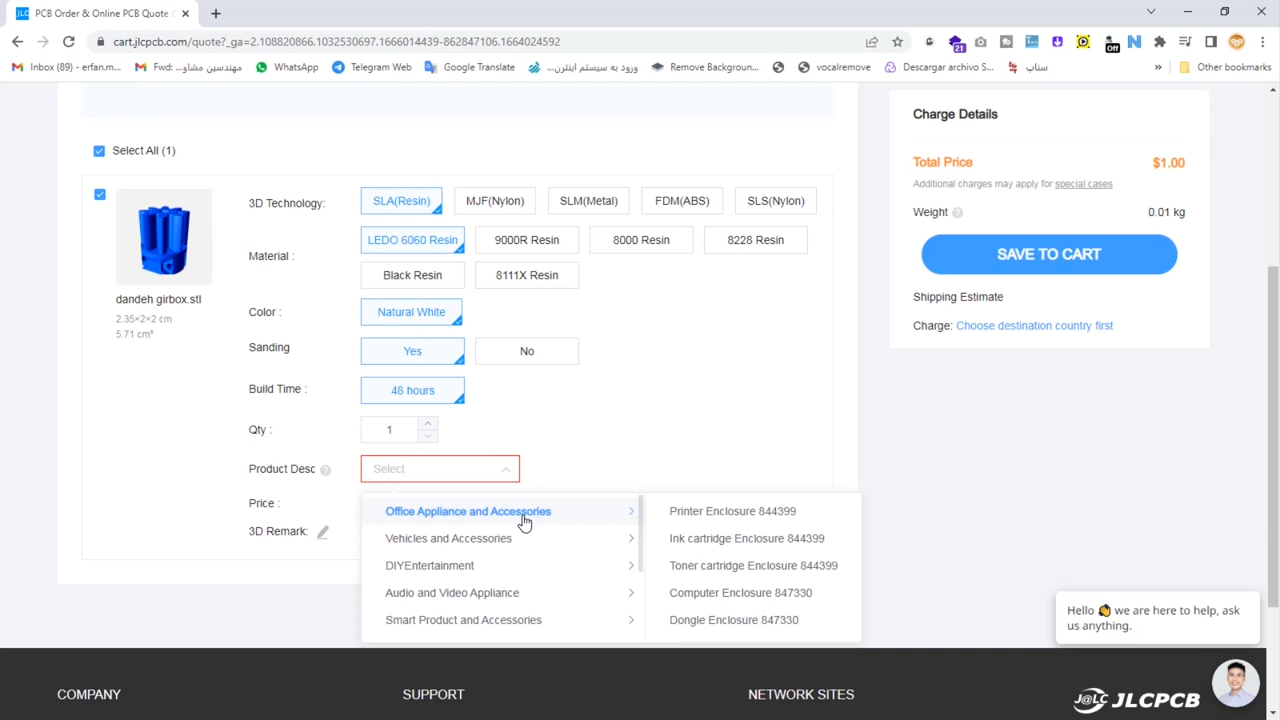 PCB Order & Online PCB Quote &
cart.jlcpcb.com/quote?_ga=2.108820866.1032530697.1666014439-862847106.1664024592
21
Off
Inbox (89) - erfan.m...
Fwd: مهندسین مشاو...
WhatsApp
Telegram Web
Google Translate
ورود به سیستم اینترن...
Remove Backgroun...
vocalremove
Descargar archivo S...
سناپ
»
Other bookmarks
Select All (1)
3D Technology:
SLA(Resin)
MJF(Nylon)
SLM(Metal)
FDM(ABS)
SLS(Nylon)
Material :
LEDO 6060 Resin
9000R Resin
8000 Resin
8228 Resin
Black Resin
8111X Resin
dandeh girbox.stl
2.35×2×2 cm
5.71 cm³
Color :
Natural White
Sanding
Yes
No
Build Time :
48 hours
Qty :
1
Product Desc
Select
Price :
3D Remark:
Office Appliance and Accessories
Vehicles and Accessories
DIYEntertainment
Audio and Video Appliance
Smart Product and Accessories
Printer Enclosure 844399
Ink cartridge Enclosure 844399
Toner cartridge Enclosure 844399
Computer Enclosure 847330
Dongle Enclosure 847330
Charge Details
Total Price
$1.00
Additional charges may apply for special cases
Weight
0.01 kg
SAVE TO CART
Shipping Estimate
Charge: Choose destination country first
Hello 👋 we are here to help, ask
us anything.
COMPANY
SUPPORT
NETWORK SITES
J@LC JLCPCB